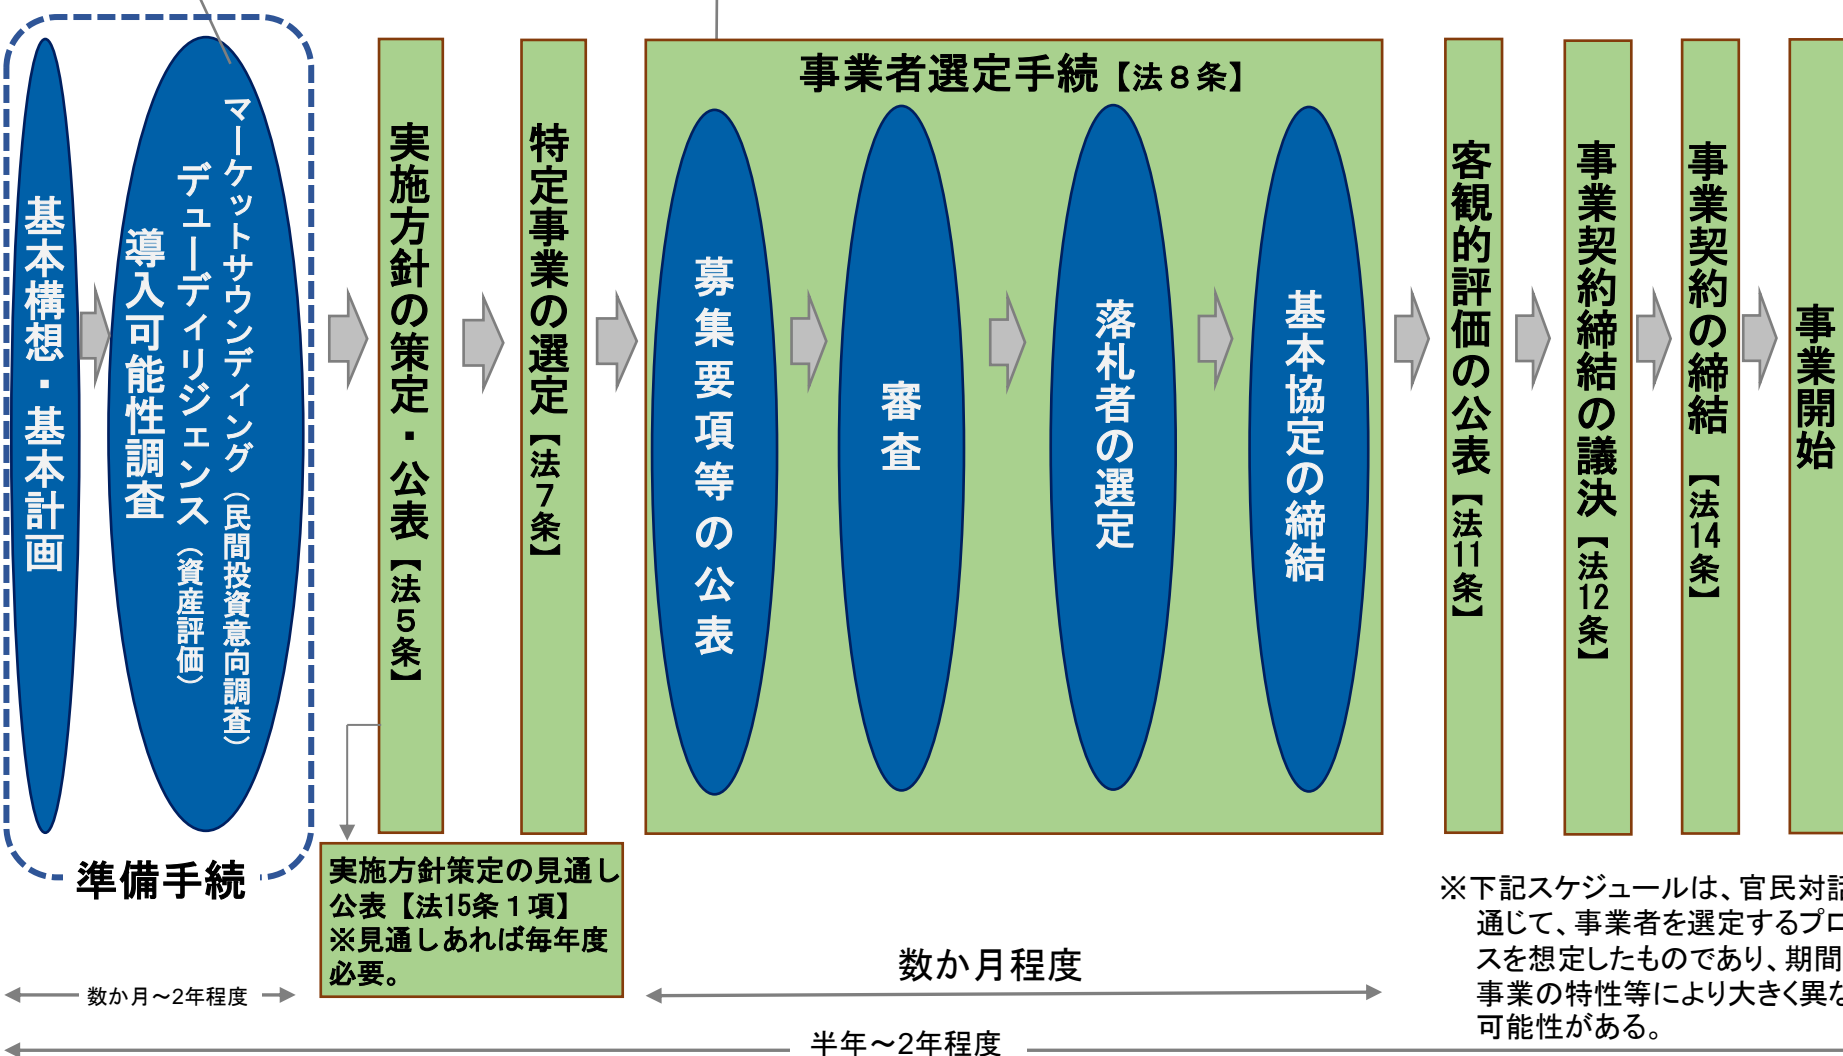 基本構想・基本計画
マーケットサウンディング（民間投資意向調査）
デューディリジェンス（資産評価）
導入可能性調査
準備手続
実施方針の策定・公表【法５条】
特定事業の選定【法７条】
事業者選定手続【法８条】
募集要項等の公表
審査
落札者の選定
基本協定の締結
客観的評価の公表【法11条】
事業契約締結の議決【法12条】
事業契約の締結【法14条】
事業開始
実施方針策定の見通し
公表【法15条１項】
※見通しあれば毎年度
必要。
※下記スケジュールは、官民対話
通じて、事業者を選定するプロ
スを想定したものであり、期間
事業の特性等により大きく異な
可能性がある。
数か月～2年程度
数か月程度
半年～2年程度